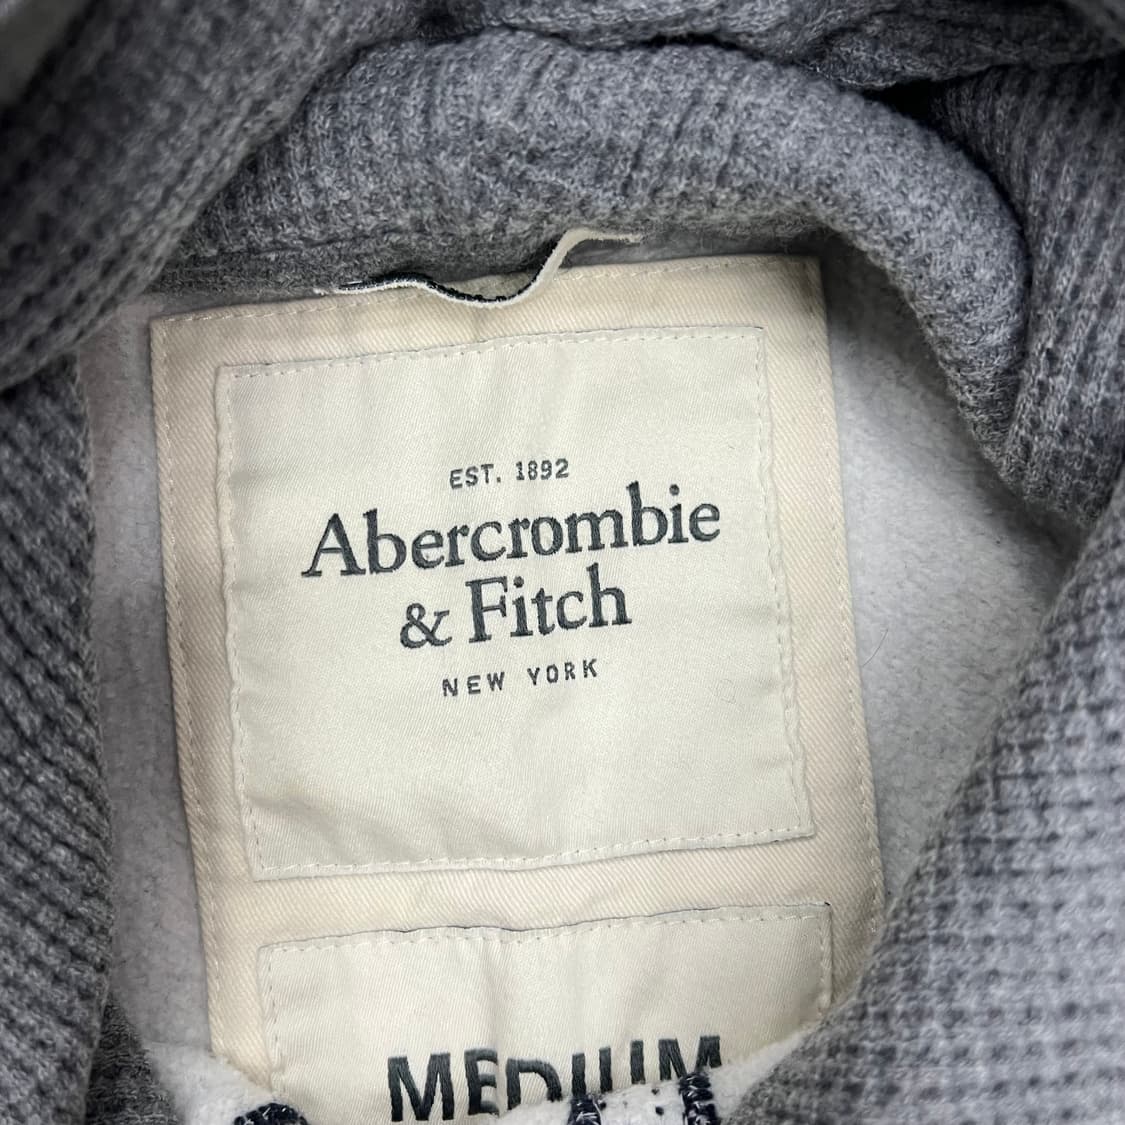 EST. 1892
Abercrombie
& Fitch
NEW YORK
MEDIUM